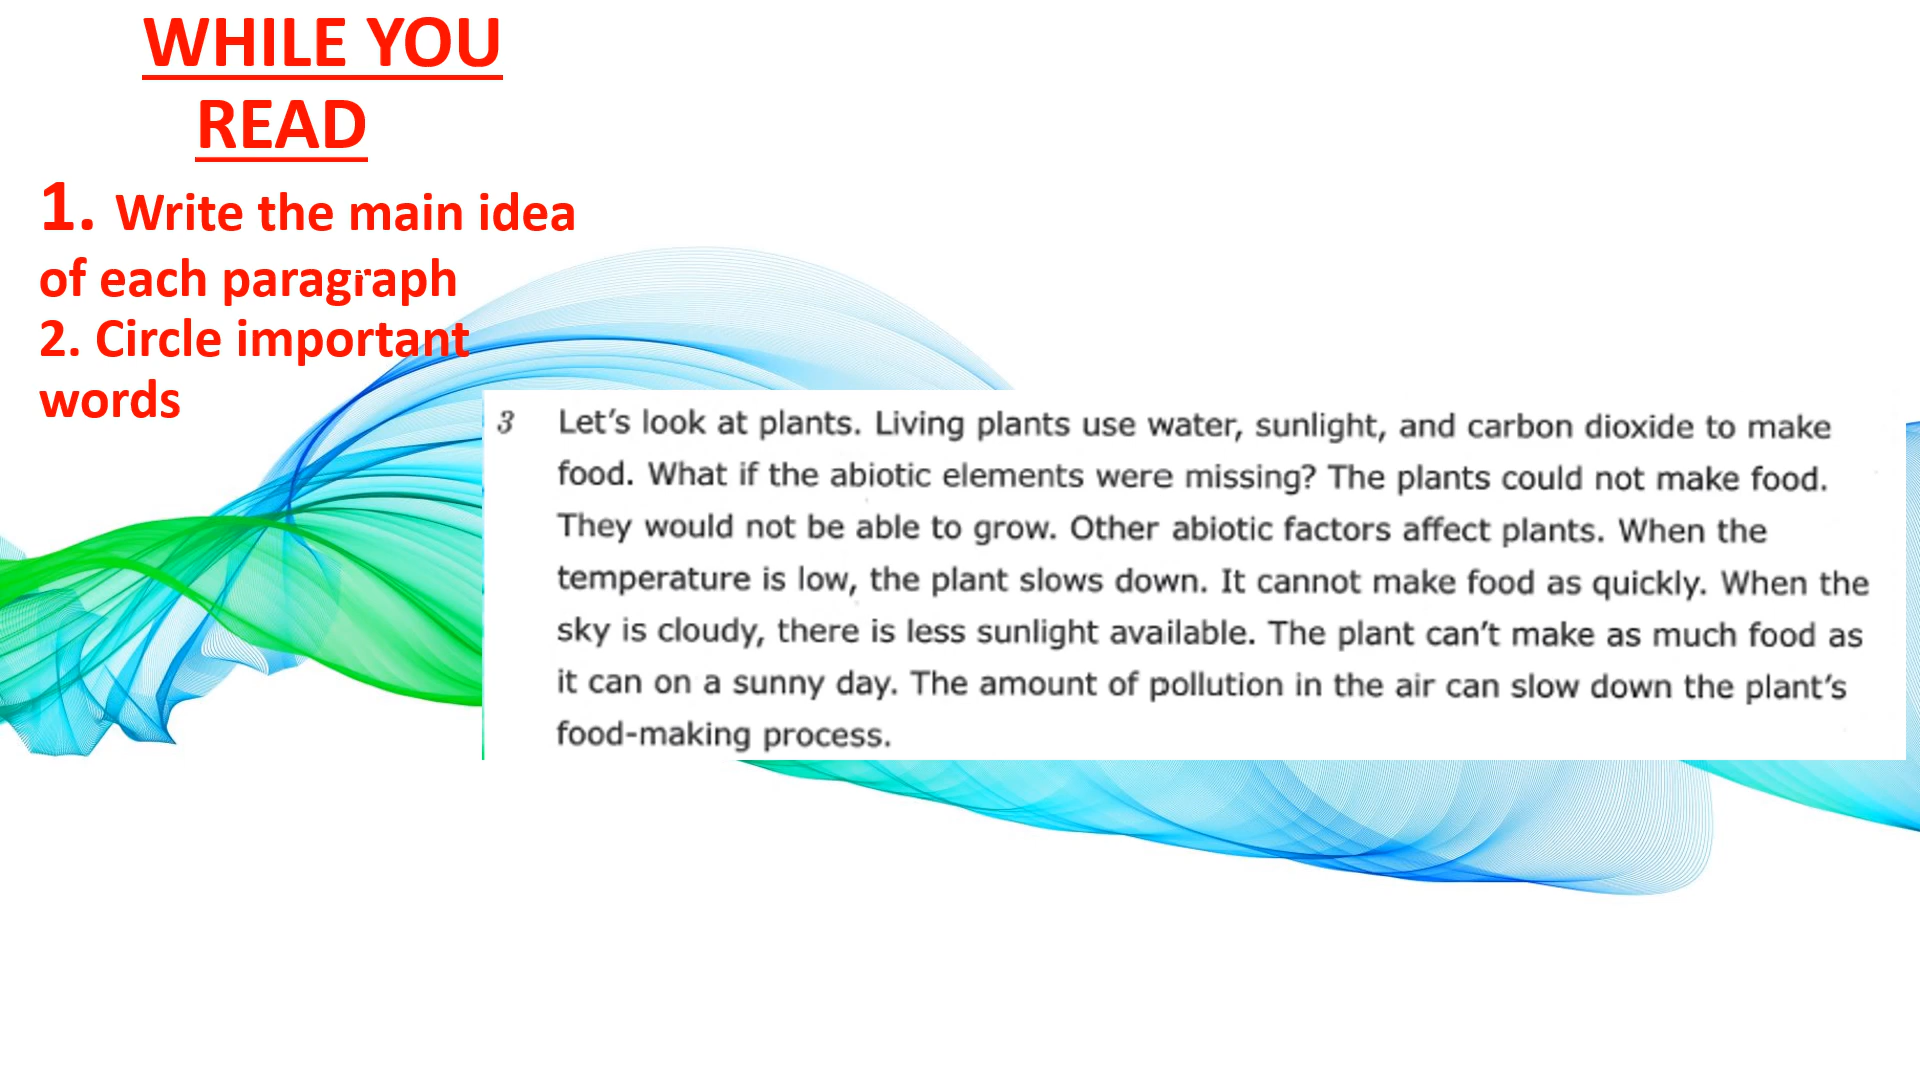 WHILE YOU
READ
1. Write the main idea
of each paragraph
2. Circle important
words
3 Let's look at plants. Living plants use water, sunlight, and carbon dioxide to make
food. What if the abiotic elements were missing? The plants could not make food.
They would not be able to grow. Other abiotic factors affect plants. When the
temperature is low, the plant slows down. It cannot make food as quickly. When the
sky is cloudy, there is less sunlight available. The plant can't make as much food as
it can on a sunny day. The amount of pollution in the air can slow down the plant's
food-making process.